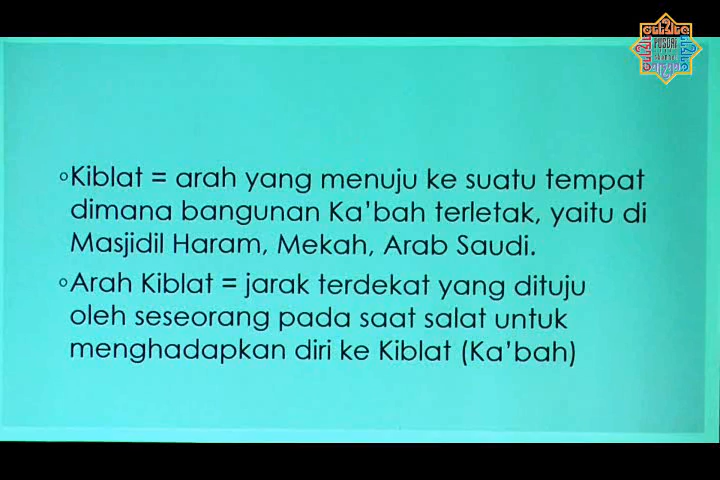 PUSDAI
◦Kiblat = arah yang menuju ke suatu tempat
dimana bangunan Ka'bah terletak, yaitu di
Masjidil Haram, Mekah, Arab Saudi.
◦Arah Kiblat = jarak terdekat yang dituju
oleh seseorang pada saat salat untuk
menghadapkan diri ke Kiblat (Ka'bah)